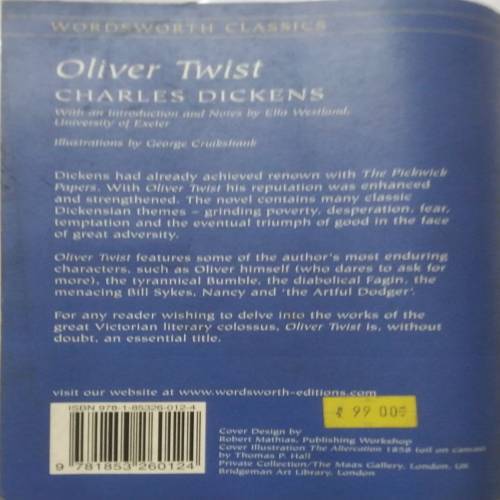 WORDSWORTH CLASSICS
Oliver Twist
CHARLES DICKENS
With an Introduction and Notes by Ella Westland,
University of Exeter
Illustrations by George Cruikshank
Dickens had already achieved renown with The Pickwick
Papers. With Oliver Twist his reputation was enhanced
and strengthened. The novel contains many classic
Dickensian themes – grinding poverty, desperation, fear,
temptation and the eventual triumph of good in the face
of great adversity.
Oliver Twist features some of the author's most enduring
characters, such as Oliver himself (who dares to ask for
more), the tyrannical Bumble, the diabolical Fagin, the
menacing Bill Sykes, Nancy and 'the Artful Dodger'.
For any reader wishing to delve into the works of the
great Victorian literary colossus, Oliver Twist is, without
doubt, an essential title.
visit our website at www.wordsworth-editions.com
ISBN 978-1-85326-012-4
9 781853 260124
99 00
Cover Design by
Robert Mathias, Publishing Workshop
Cover Illustration The Altercation 1858 (oil on canvas)
by Thomas P. Hall
Private Collection/The Maas Gallery, London, UK
Bridgeman Art Library, London